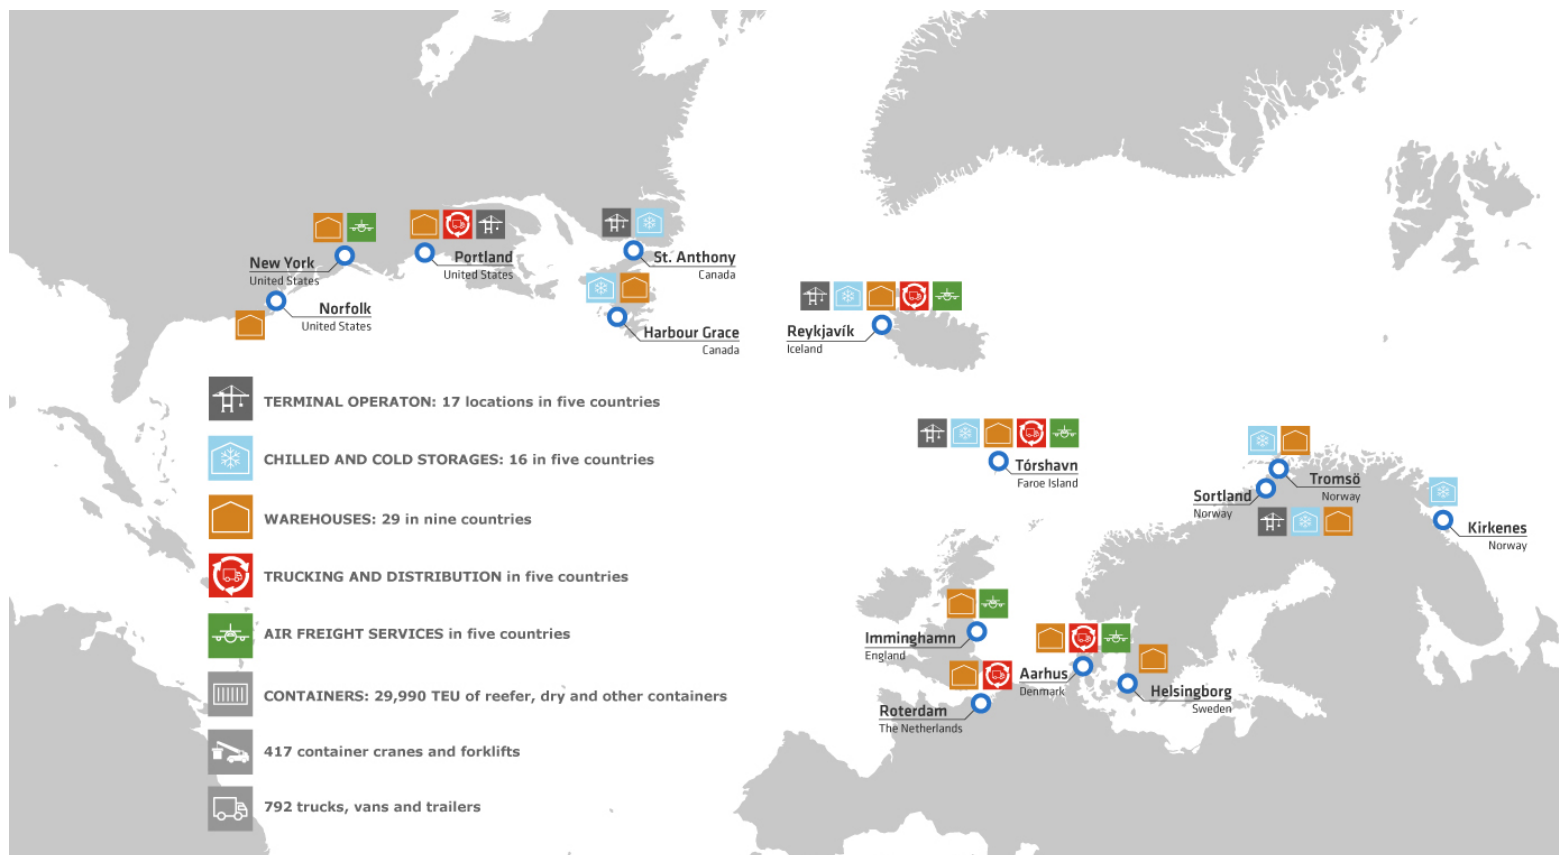 New York
United States
Portland
United States
Norfolk
United States
St. Anthony
Canada
Harbour Grace
Canada
Reykjavík
Iceland
TERMINAL OPERATON: 17 locations in five countries
CHILLED AND COLD STORAGES: 16 in five countries
WAREHOUSES: 29 in nine countries
TRUCKING AND DISTRIBUTION in five countries
AIR FREIGHT SERVICES in five countries
CONTAINERS: 29,990 TEU of reefer, dry and other containers
417 container cranes and forklifts
792 trucks, vans and trailers
Tórshavn
Faroe Island
Tromsö
Norway
Sortland
Norway
Kirkenes
Norway
Imminghamn
England
Aarhus
Denmark
Helsingborg
Sweden
Roterdam
The Netherlands